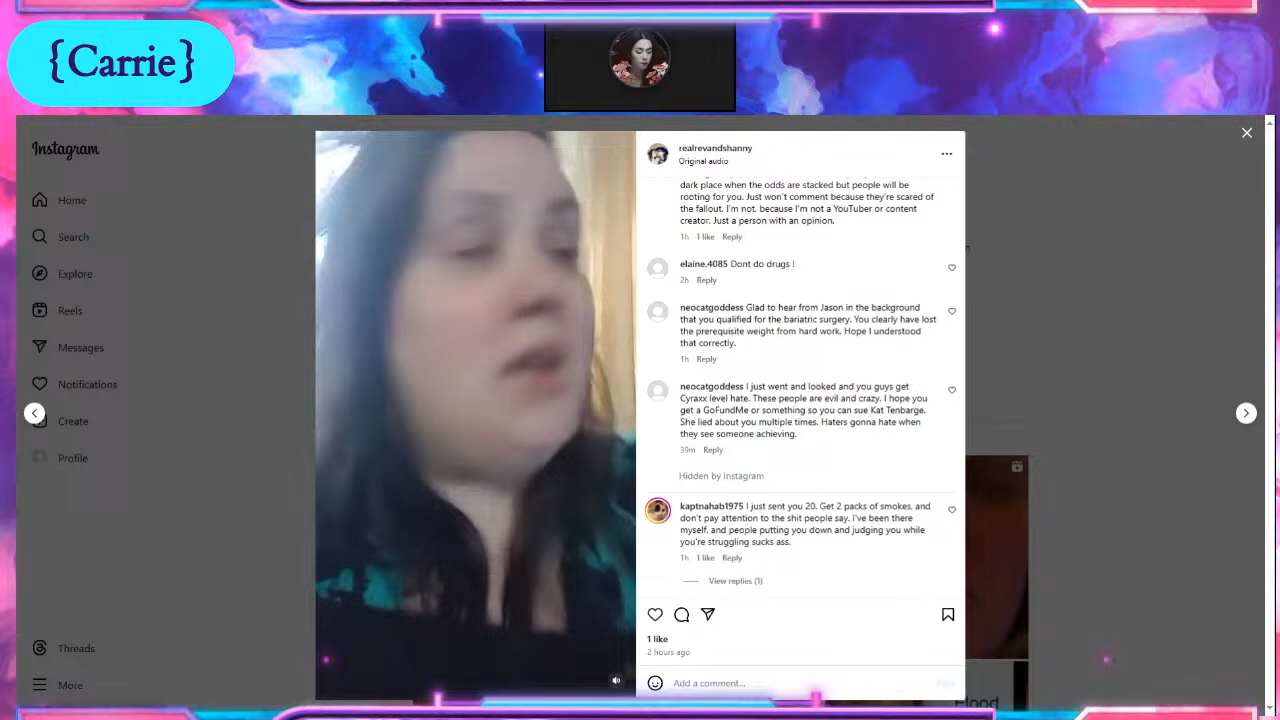 {Carrie}
Instagram
Home
Search
Explore
Reels
Messages
Notifications
Create
Profile
Threads
More
realrevandshanny
Original audio
dark place when the odds are stacked but people will be
rooting for you. Just won't comment because they're scared of
the fallout. I'm not, because I'm not a YouTuber or content
creator. Just a person with an opinion.
1h 1 like Reply
elaine.4085 Dont do drugs !
2h Reply
neocatgoddess Glad to hear from Jason in the background
that you qualified for the bariatric surgery. You clearly have lost
the prerequisite weight from hard work. Hope I understood
that correctly.
1h Reply
neocatgoddess I just went and looked and you guys get
Cyraxx level hate. These people are evil and crazy. I hope you
get a GoFundMe or something so you can sue Kat Tenbarge.
She lied about you multiple times. Haters gonna hate when
they see someone achieving.
39m Reply
Hidden by Instagram
kaptnahab1975 I just sent you 20. Get 2 packs of smokes, and
don't pay attention to the shit people say. I've been there
myself, and people putting you down and judging you while
you're struggling sucks ass.
1h 1 like Reply
View replies (1)
1 like
2 hours ago
Add a comment...